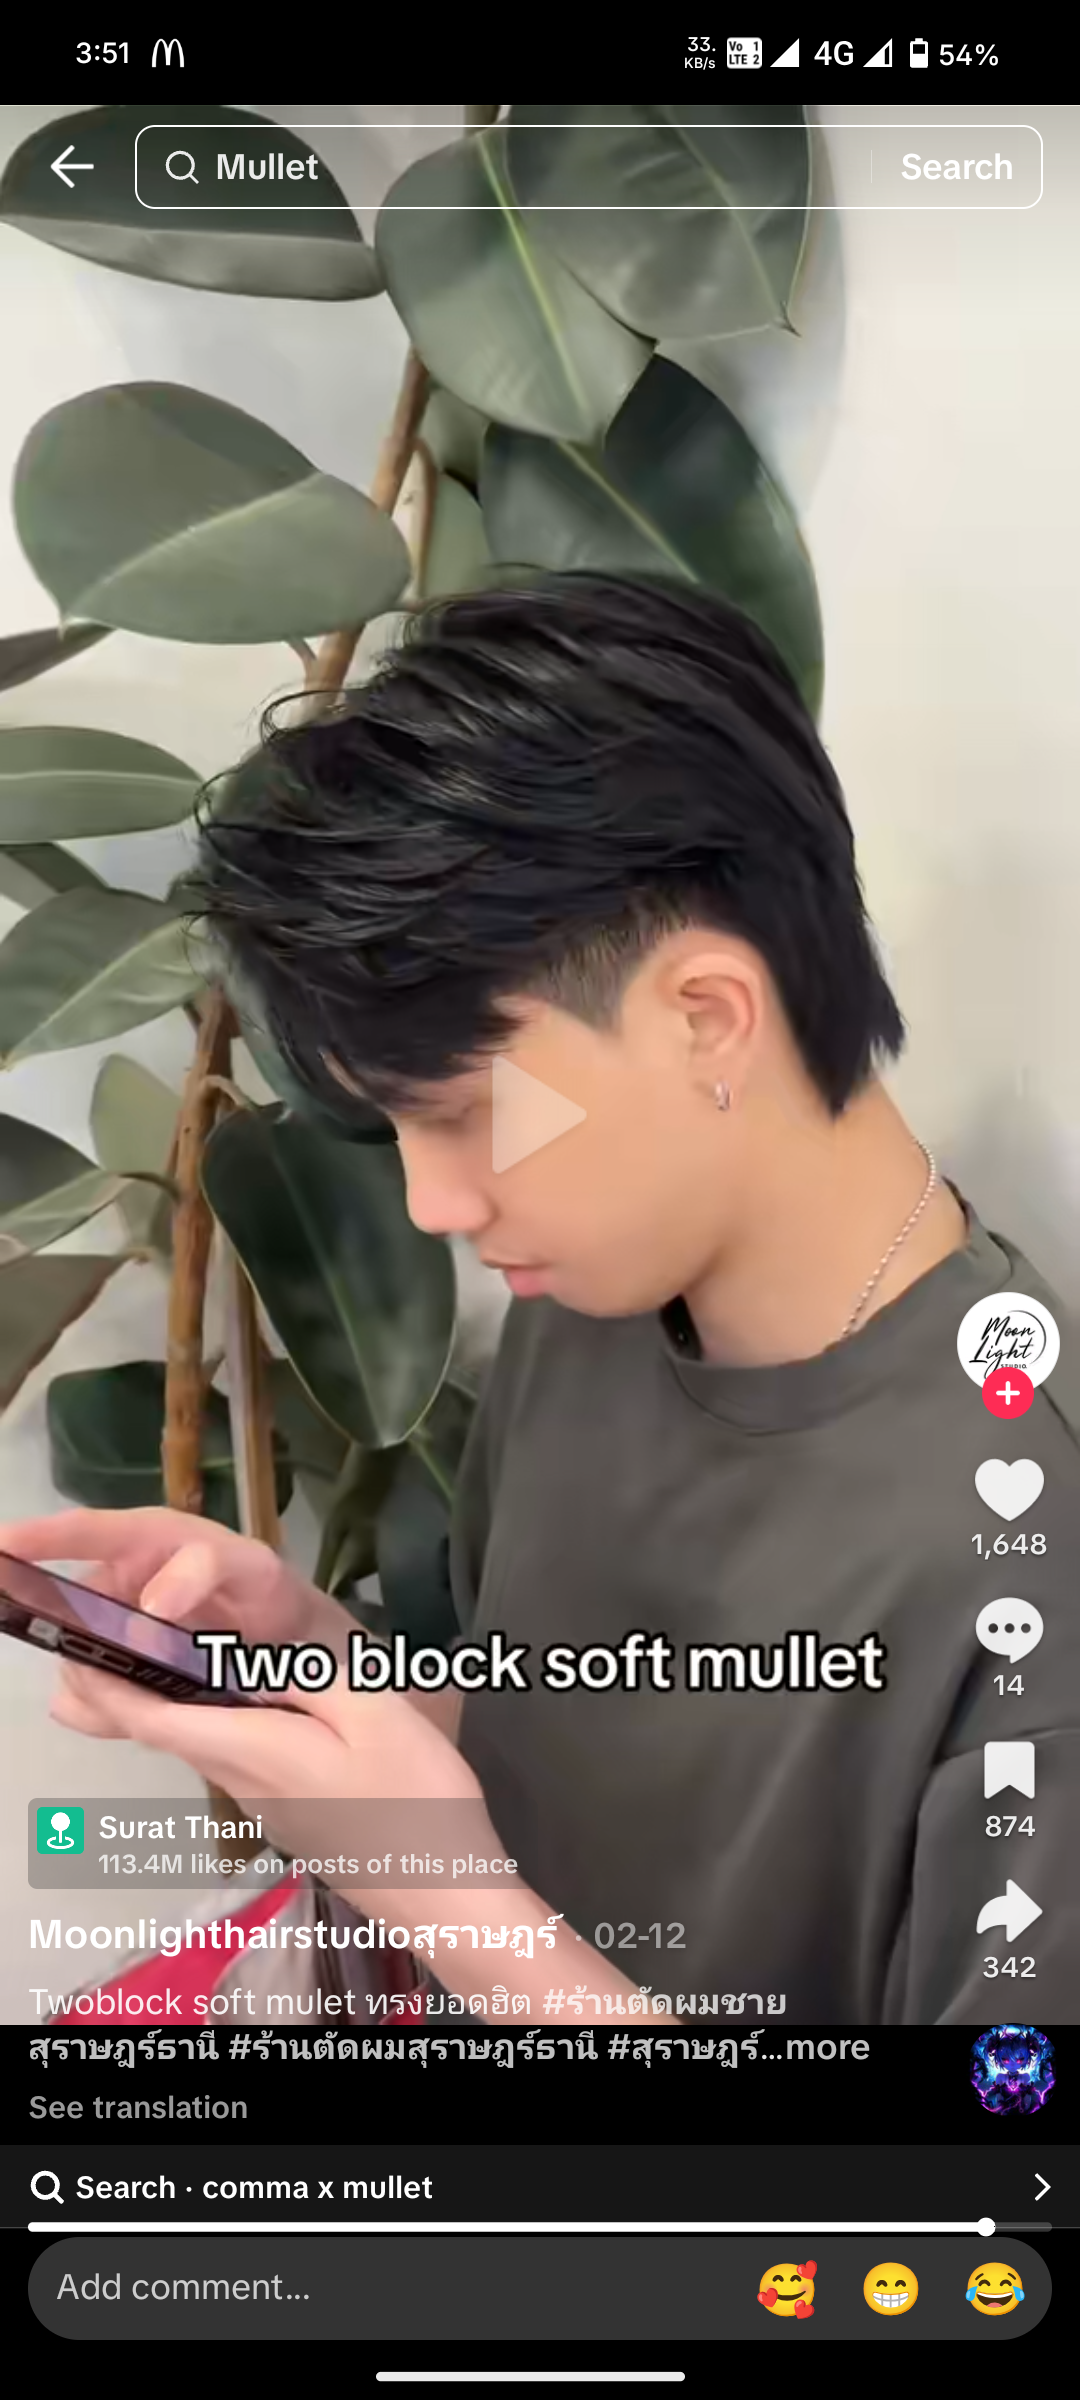 3:51
33.
KB/s
Vo 1
LTE 2
4G
54%
Mullet
Search
Moon
Light
STUDIO
1,648
14
874
342
Two block soft mullet
Surat Thani
113.4M likes on posts of this place
Moonlighthairstudioสุราษฎร์ · 02-12
Twoblock soft mulet ทรงยอดฮิต #ร้านตัดผมชาย
สุราษฎร์ธานี #ร้านตัดผมสุราษฎร์ธานี #สุราษฎร์...more
See translation
Search · comma x mullet
Add comment...